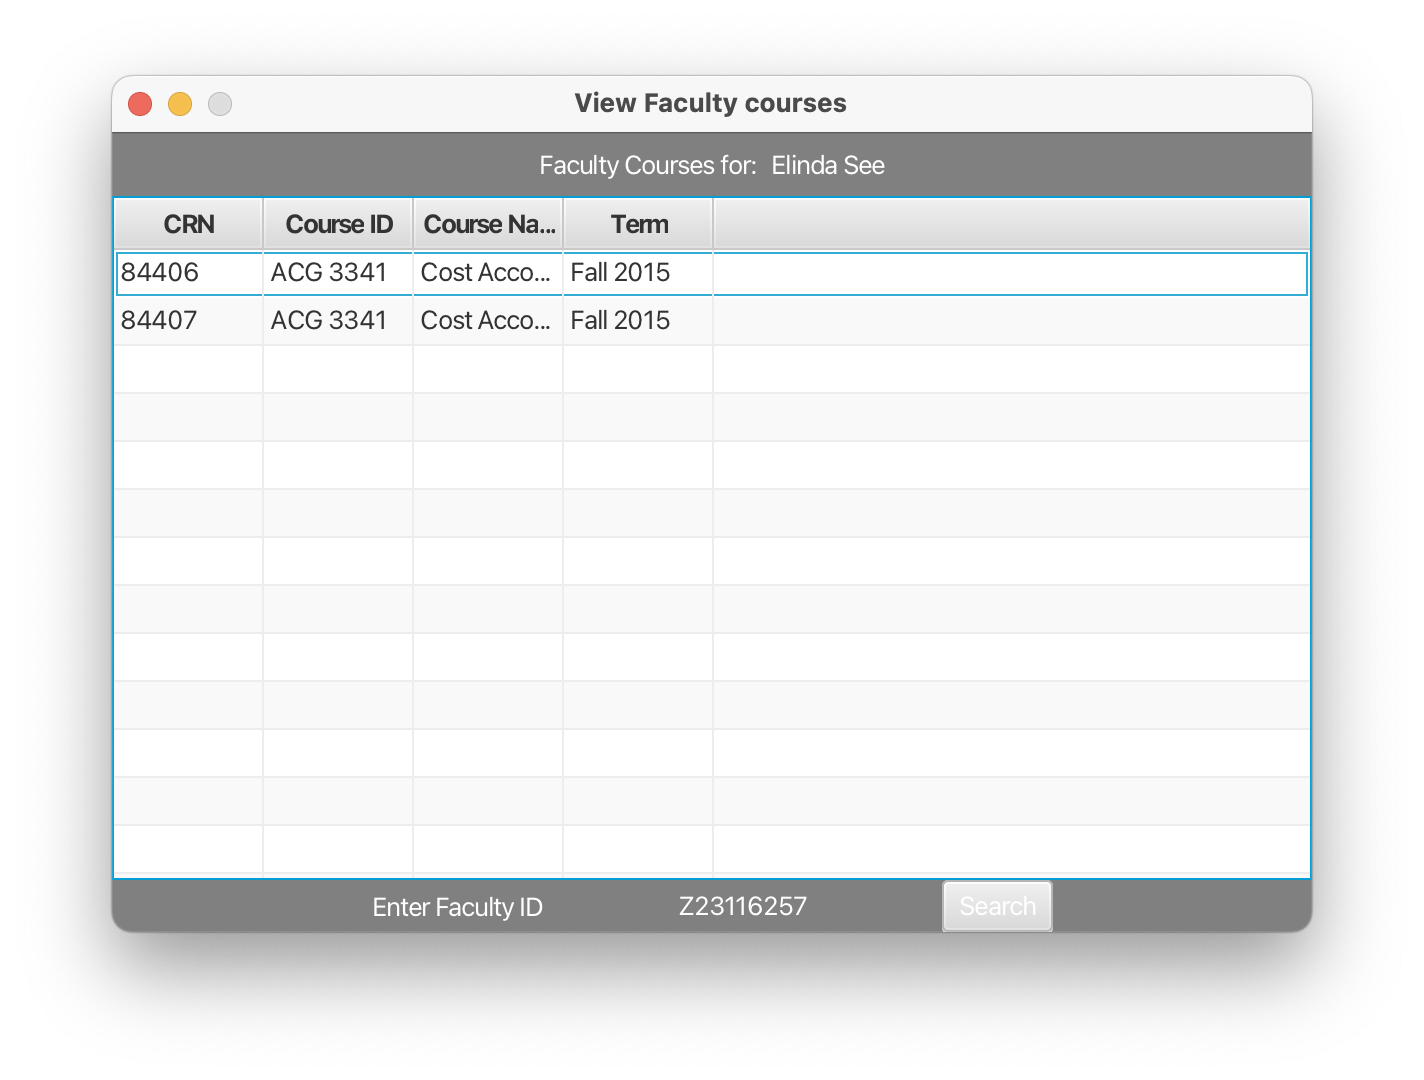 View Faculty courses
Faculty Courses for: Elinda See
CRN Course ID Course Na... Term
84406 ACG 3341 Cost Acco... Fall 2015
84407 ACG 3341 Cost Acco... Fall 2015
Enter Faculty ID Z23116257 Search